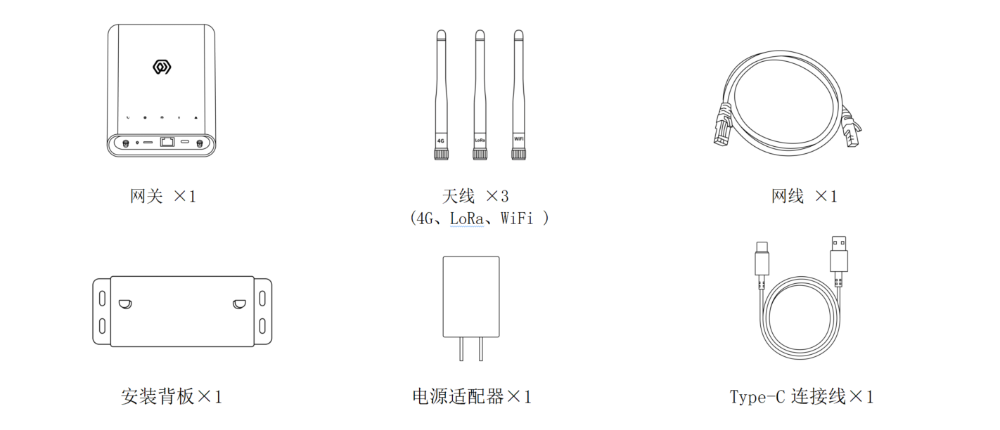 4G
LoRa
WiFi
网关 ×1
天线 ×3
(4G、LoRa、WiFi )
网线 ×1
安装背板×1
电源适配器×1
Type-C 连接线×1